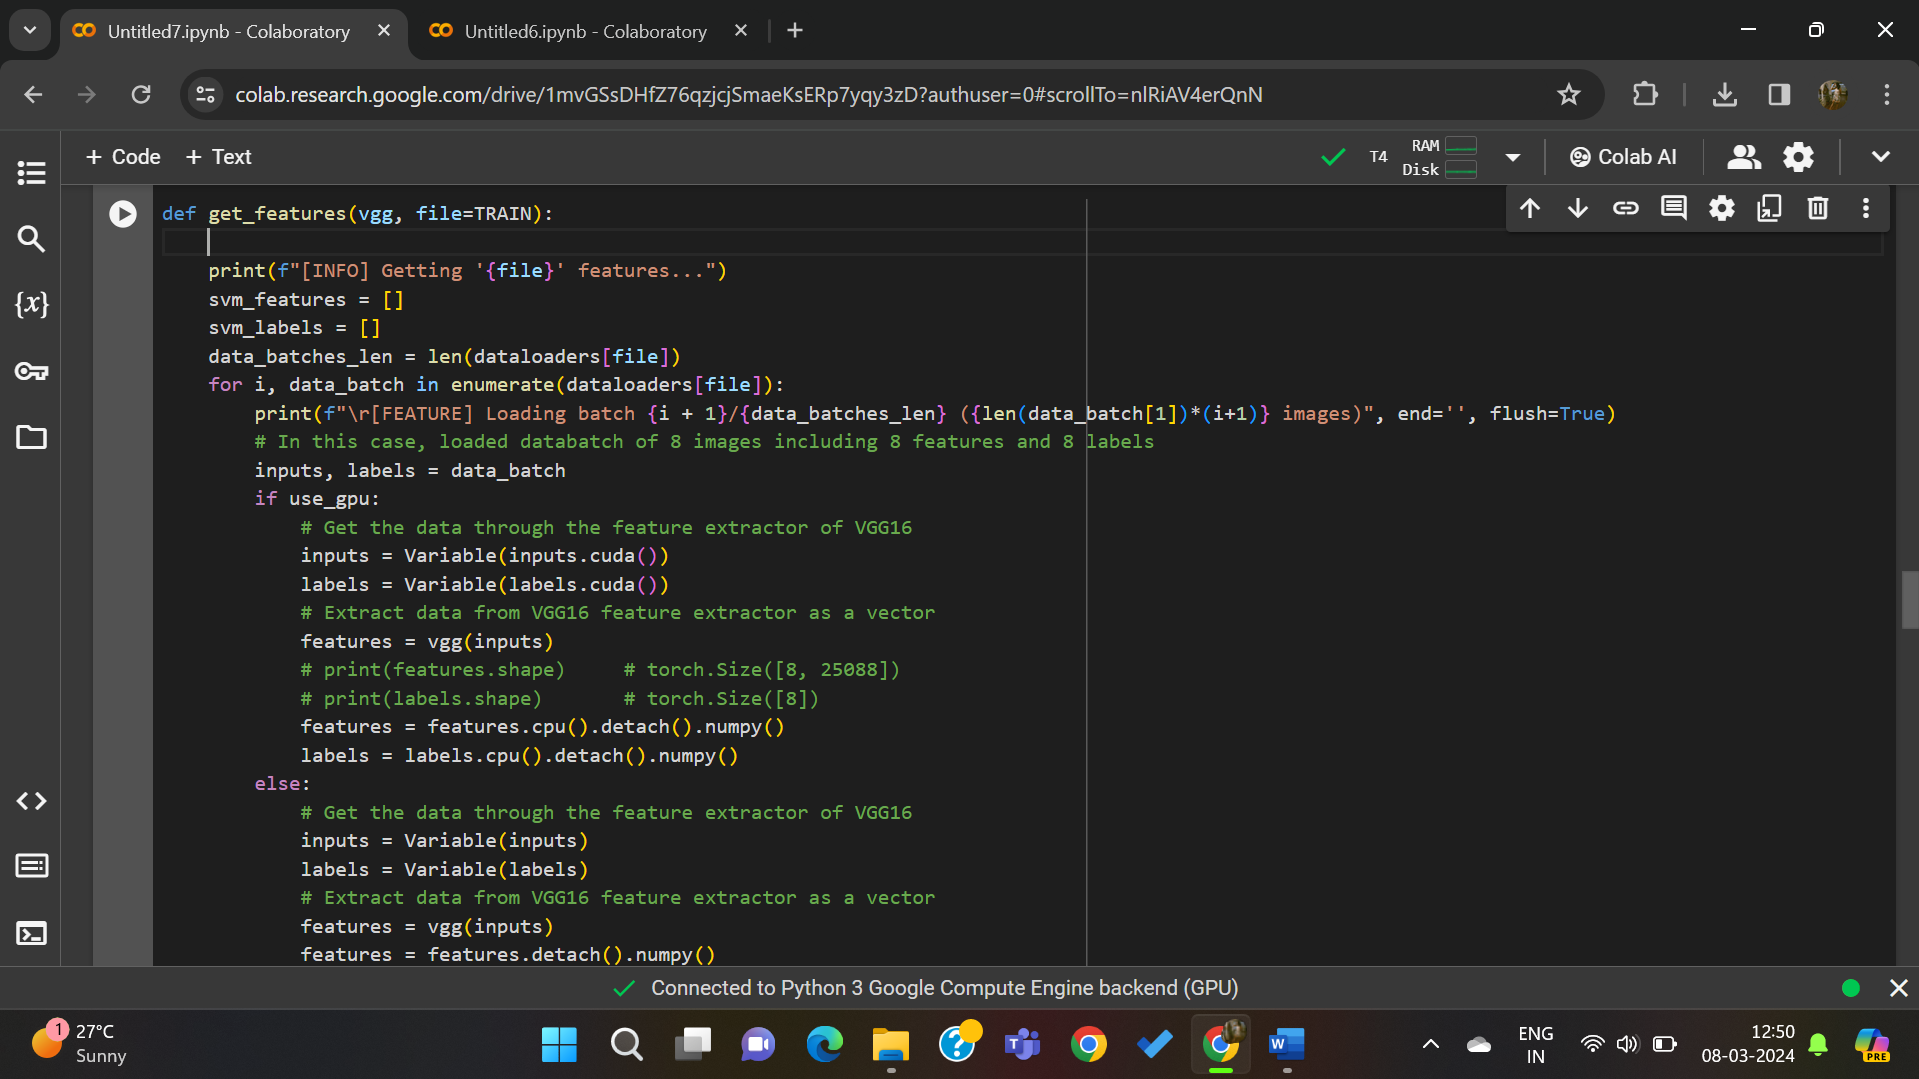 Untitled7.ipynb - Colaboratory
Untitled6.ipynb - Colaboratory
colab.research.google.com/drive/1mvGSsDHfZ76qzjcjSmaeKsERp7yqy3zD?authuser=0#scrollTo=nlRiAV4erQnN
+ Code + Text
T4
RAM
Disk
Colab AI
def get_features(vgg, file=TRAIN):
print(f"[INFO] Getting '{file}' features...")
svm_features = []
svm_labels = []
data_batches_len = len(dataloaders[file])
for i, data_batch in enumerate(dataloaders[file]):
print(f"\r[FEATURE] Loading batch {i + 1}/{data_batches_len} ({len(data_batch[1])*(i+1)} images)", end='', flush=True)
# In this case, loaded databatch of 8 images including 8 features and 8 labels
inputs, labels = data_batch
if use_gpu:
# Get the data through the feature extractor of VGG16
inputs = Variable(inputs.cuda())
labels = Variable(labels.cuda())
# Extract data from VGG16 feature extractor as a vector
features = vgg(inputs)
# print(features.shape)     # torch.Size([8, 25088])
# print(labels.shape)       # torch.Size([8])
features = features.cpu().detach().numpy()
labels = labels.cpu().detach().numpy()
else:
# Get the data through the feature extractor of VGG16
inputs = Variable(inputs)
labels = Variable(labels)
# Extract data from VGG16 feature extractor as a vector
features = vgg(inputs)
features = features.detach().numpy()
Connected to Python 3 Google Compute Engine backend (GPU)
1
27°C
Sunny
ENG
IN
12:50
08-03-2024
PRE